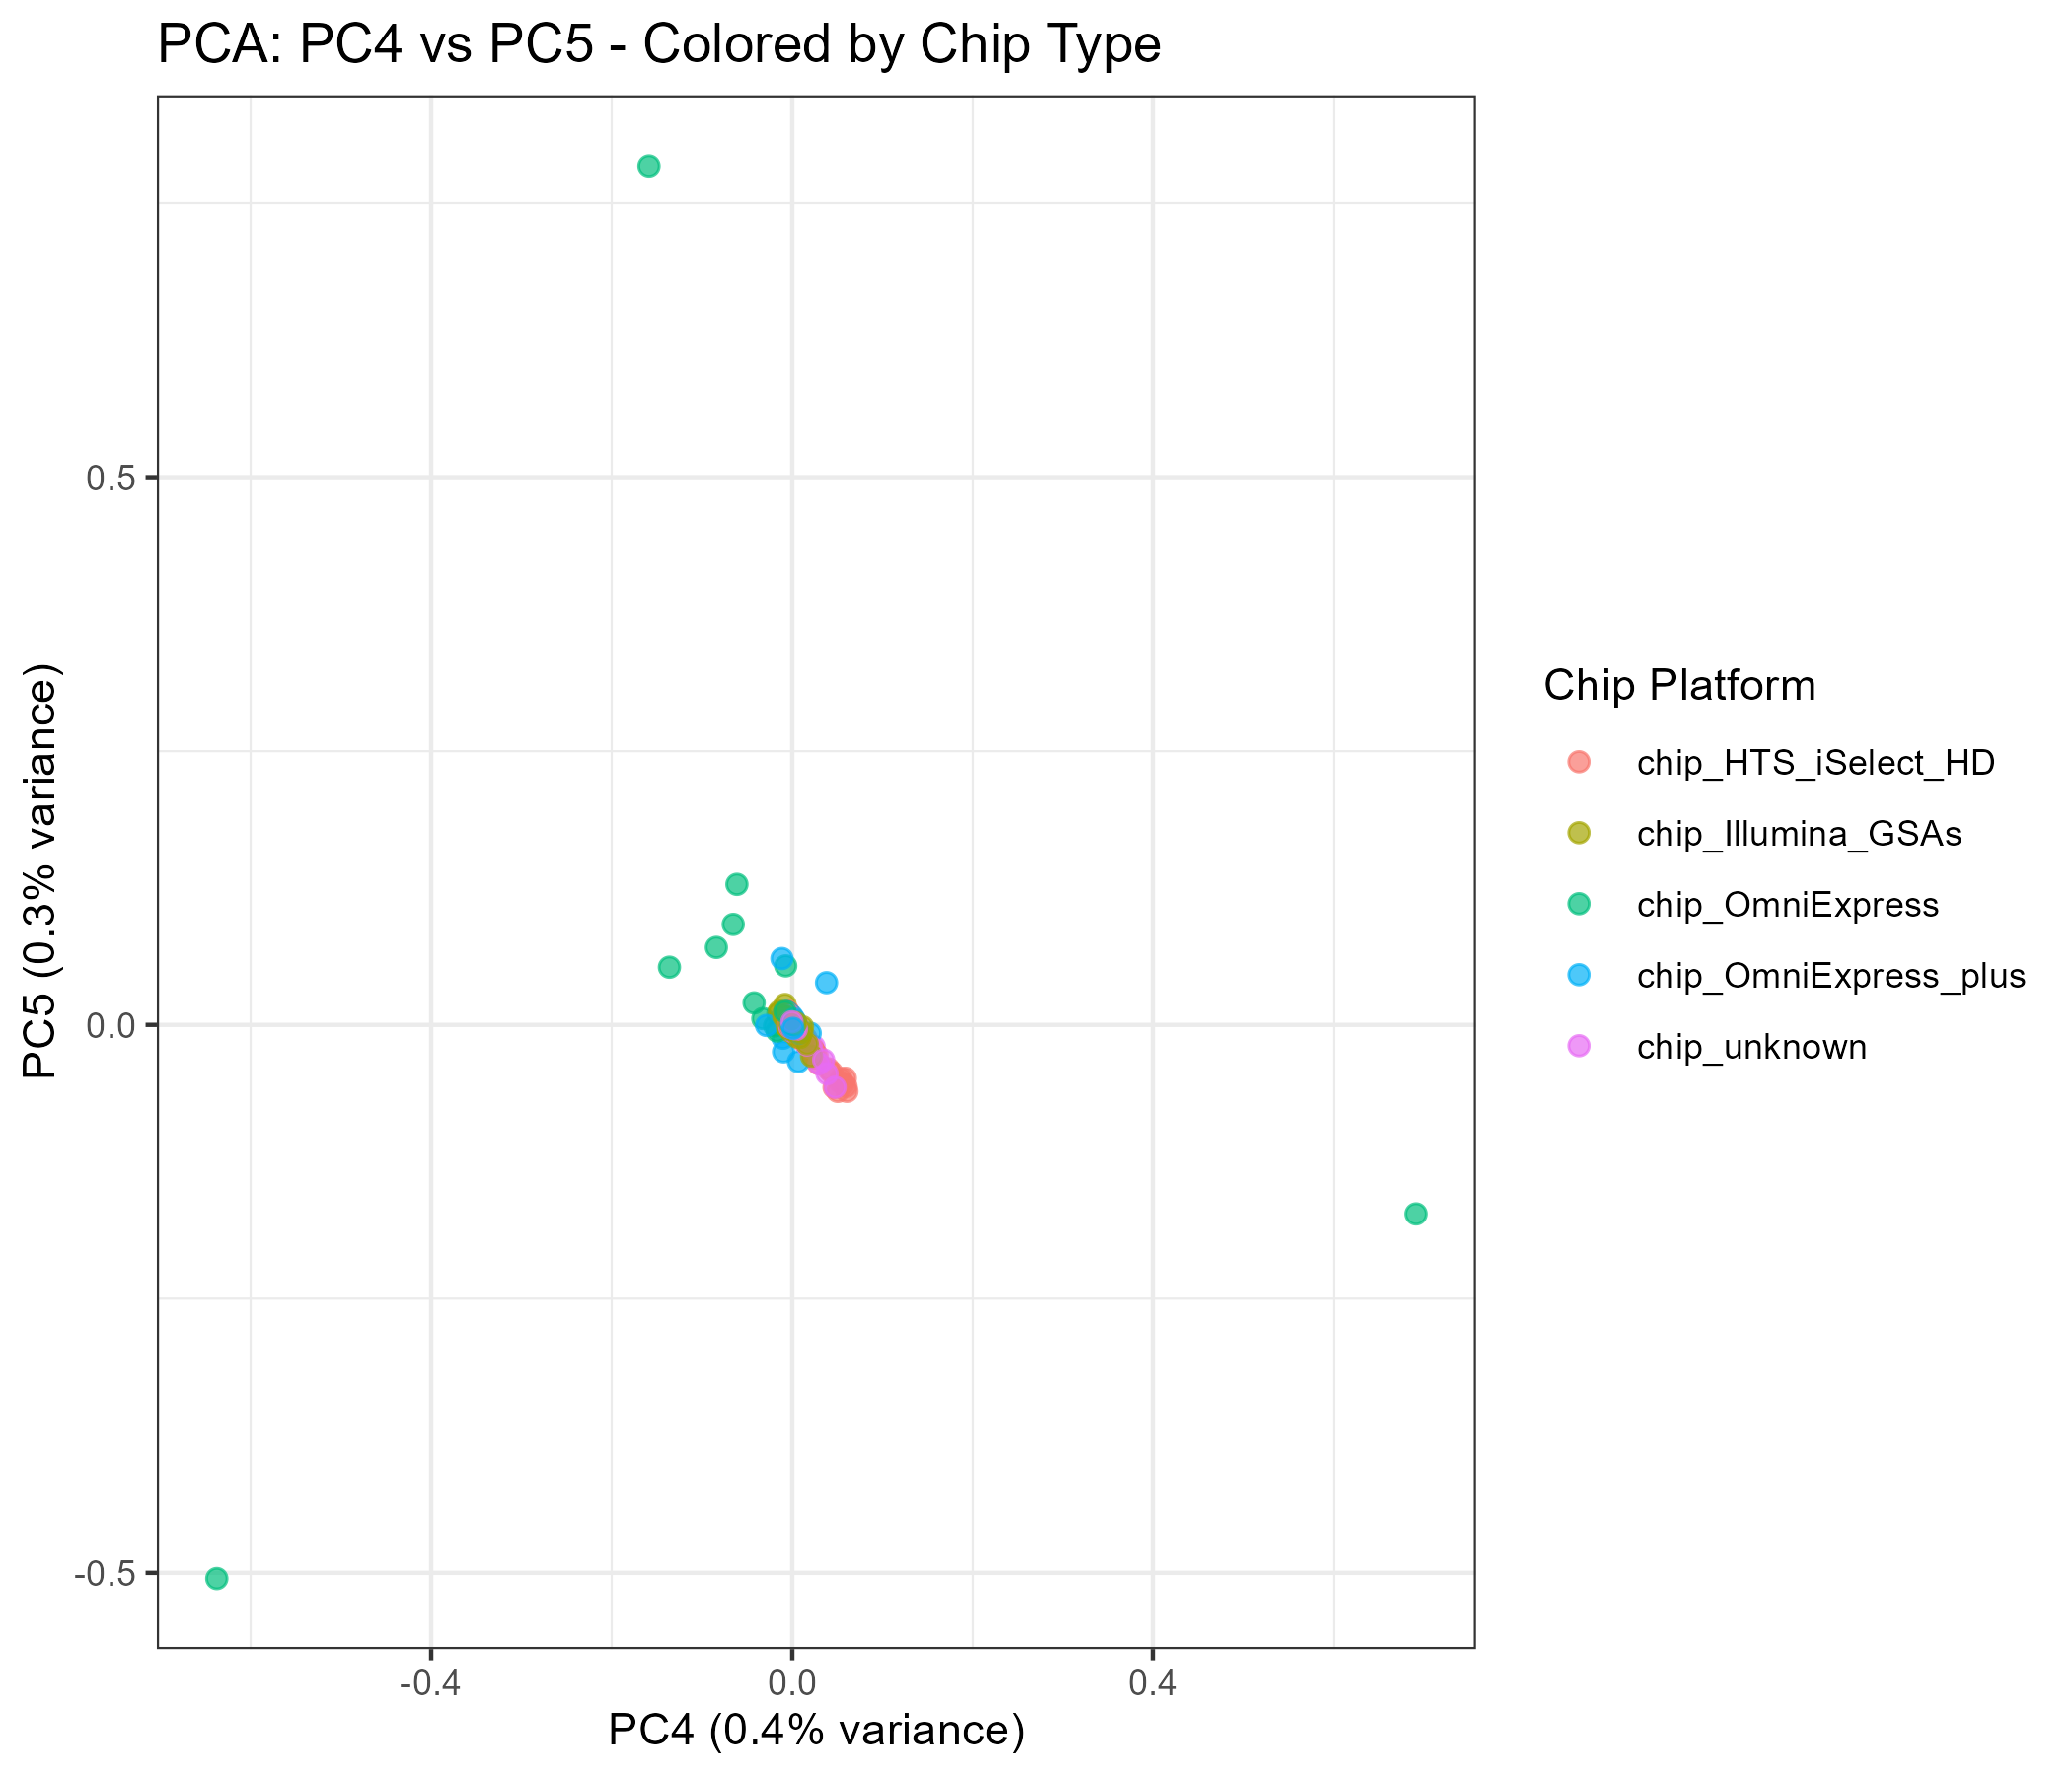 PCA: PC4 vs PC5 - Colored by Chip Type
PC5 (0.3% variance)
0.5
0.0
-0.5
-0.4
0.0
0.4
PC4 (0.4% variance)
Chip Platform
chip_HTS_iSelect_HD
chip_Illumina_GSAs
chip_OmniExpress
chip_OmniExpress_plus
chip_unknown